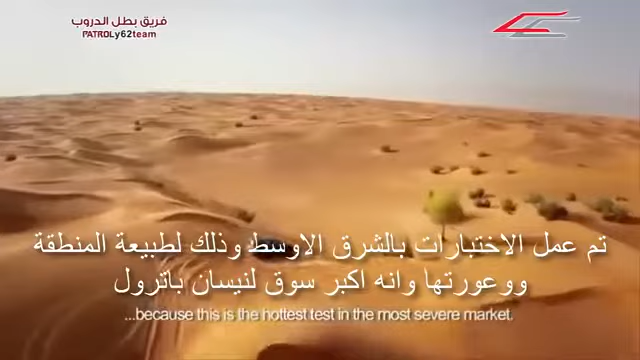 فريق بطل الدروب
PATROLy62team
تم عمل الاختبارات بالشرق الاوسط وذلك لطبيعة المنطقة
ووعورتها وانه اكبر سوق لنيسان باترول
...because this is the hottest test in the most severe market.